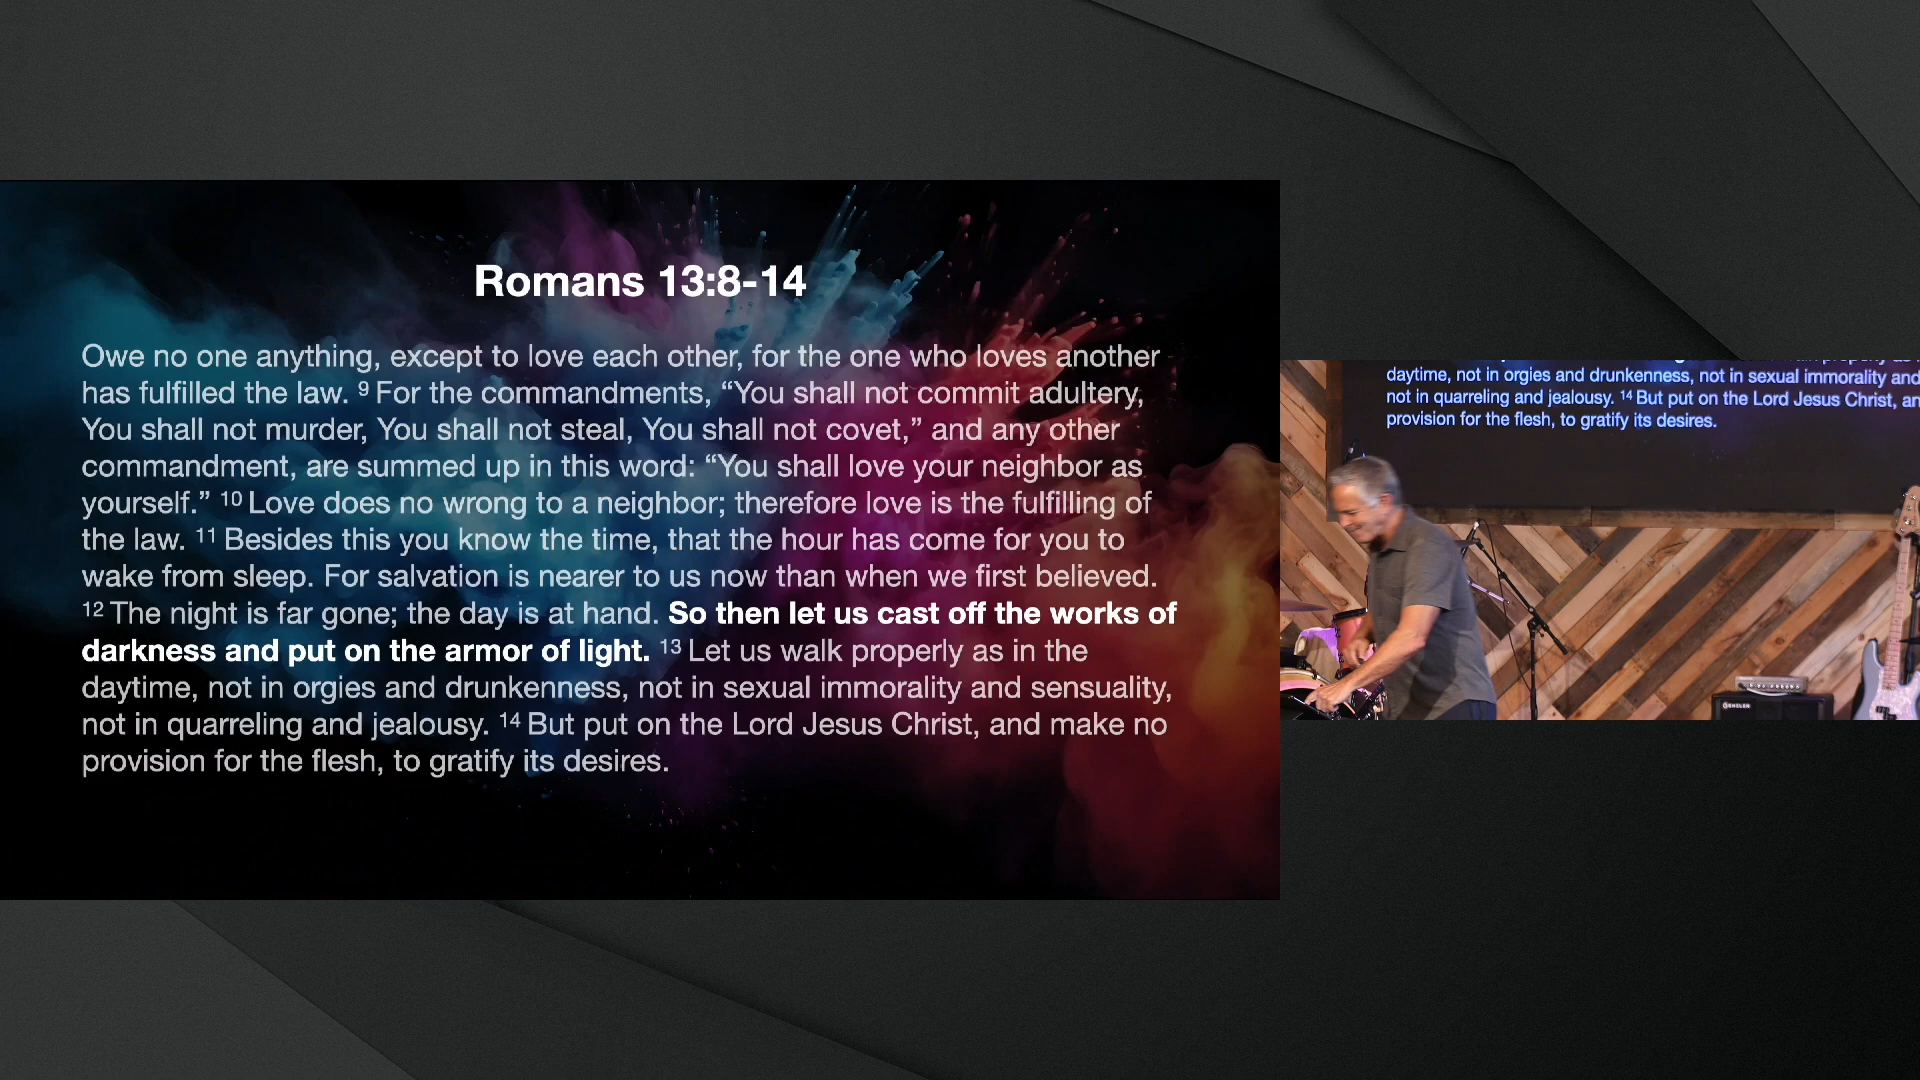 Romans 13:8-14
Owe no one anything, except to love each other, for the one who loves another
has fulfilled the law. 9 For the commandments, “You shall not commit adultery,
You shall not murder, You shall not steal, You shall not covet,” and any other
commandment, are summed up in this word: “You shall love your neighbor as
yourself.” 10 Love does no wrong to a neighbor; therefore love is the fulfilling of
the law. 11 Besides this you know the time, that the hour has come for you to
wake from sleep. For salvation is nearer to us now than when we first believed.
12 The night is far gone; the day is at hand. So then let us cast off the works of
darkness and put on the armor of light. 13 Let us walk properly as in the
daytime, not in orgies and drunkenness, not in sexual immorality and sensuality,
not in quarreling and jealousy. 14 But put on the Lord Jesus Christ, and make no
provision for the flesh, to gratify its desires.
daytime, not in orgies and drunkenness, not in sexual immorality and
not in quarreling and jealousy. 14 But put on the Lord Jesus Christ, an
provision for the flesh, to gratify its desires.